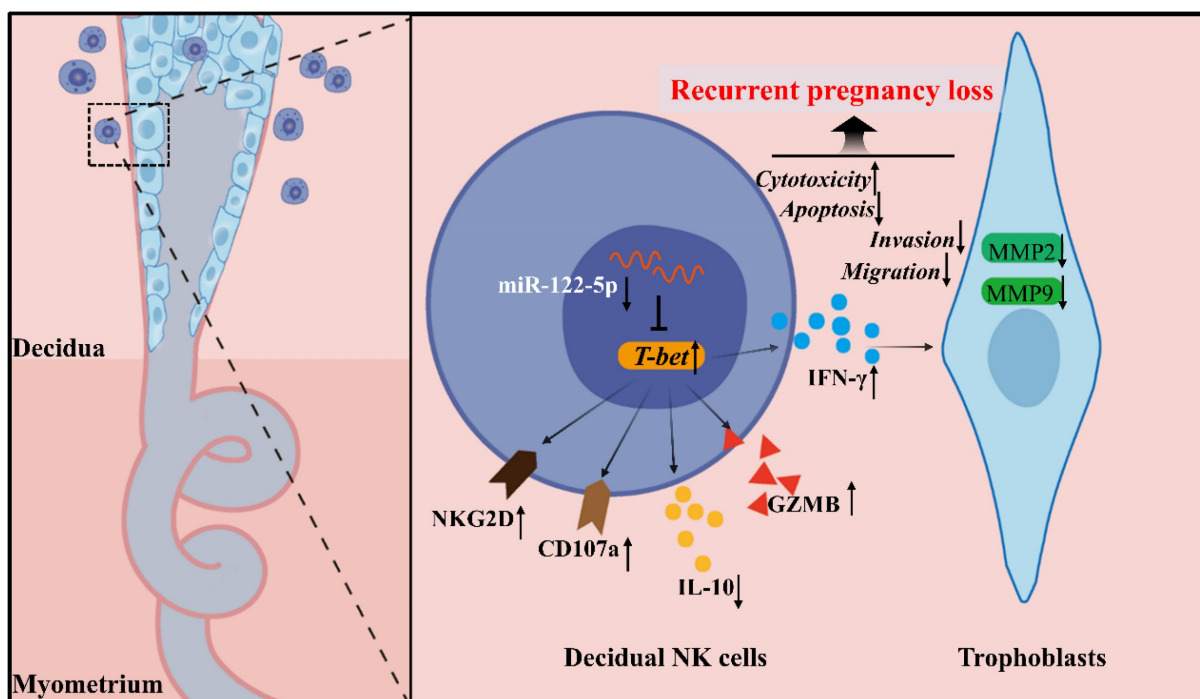 Recurrent pregnancy loss
Cytotoxicity↑
Apoptosis↓
Invasion↓
Migration↓
MMP2↓
MMP9↓
miR-122-5p↓
T-bet↑
IFN-γ↑
Decidua
NKG2D↑
CD107a↑
IL-10↓
GZMB↑
Decidual NK cells
Trophoblasts
Myometrium